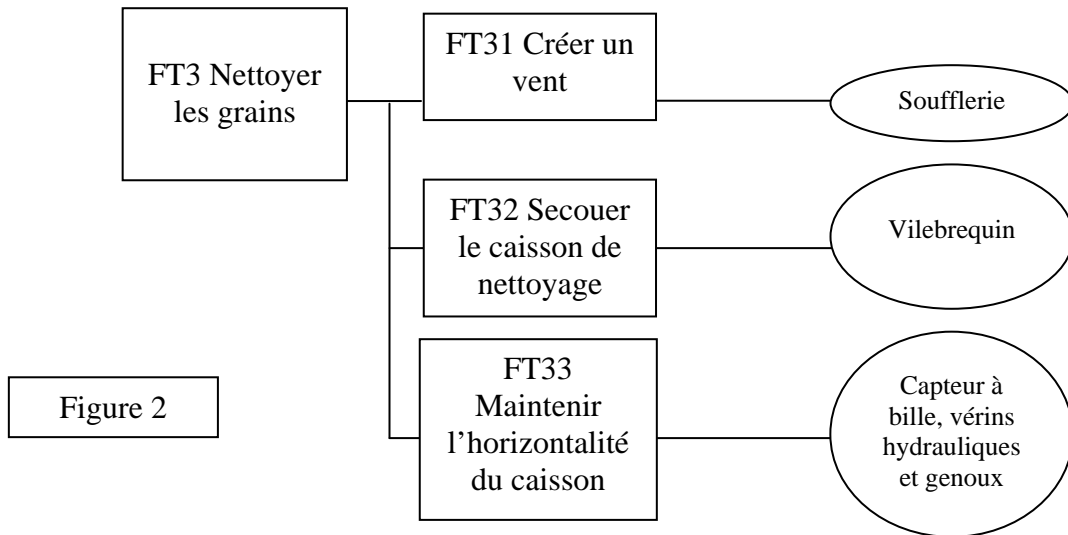 FT3 Nettoyer
les grains
FT31 Créer un
vent
Soufflerie
FT32 Secouer
le caisson de
nettoyage
Vilebrequin
FT33
Maintenir
l’horizontalité
du caisson
Capteur à
bille, vérins
hydrauliques
et genoux
Figure 2